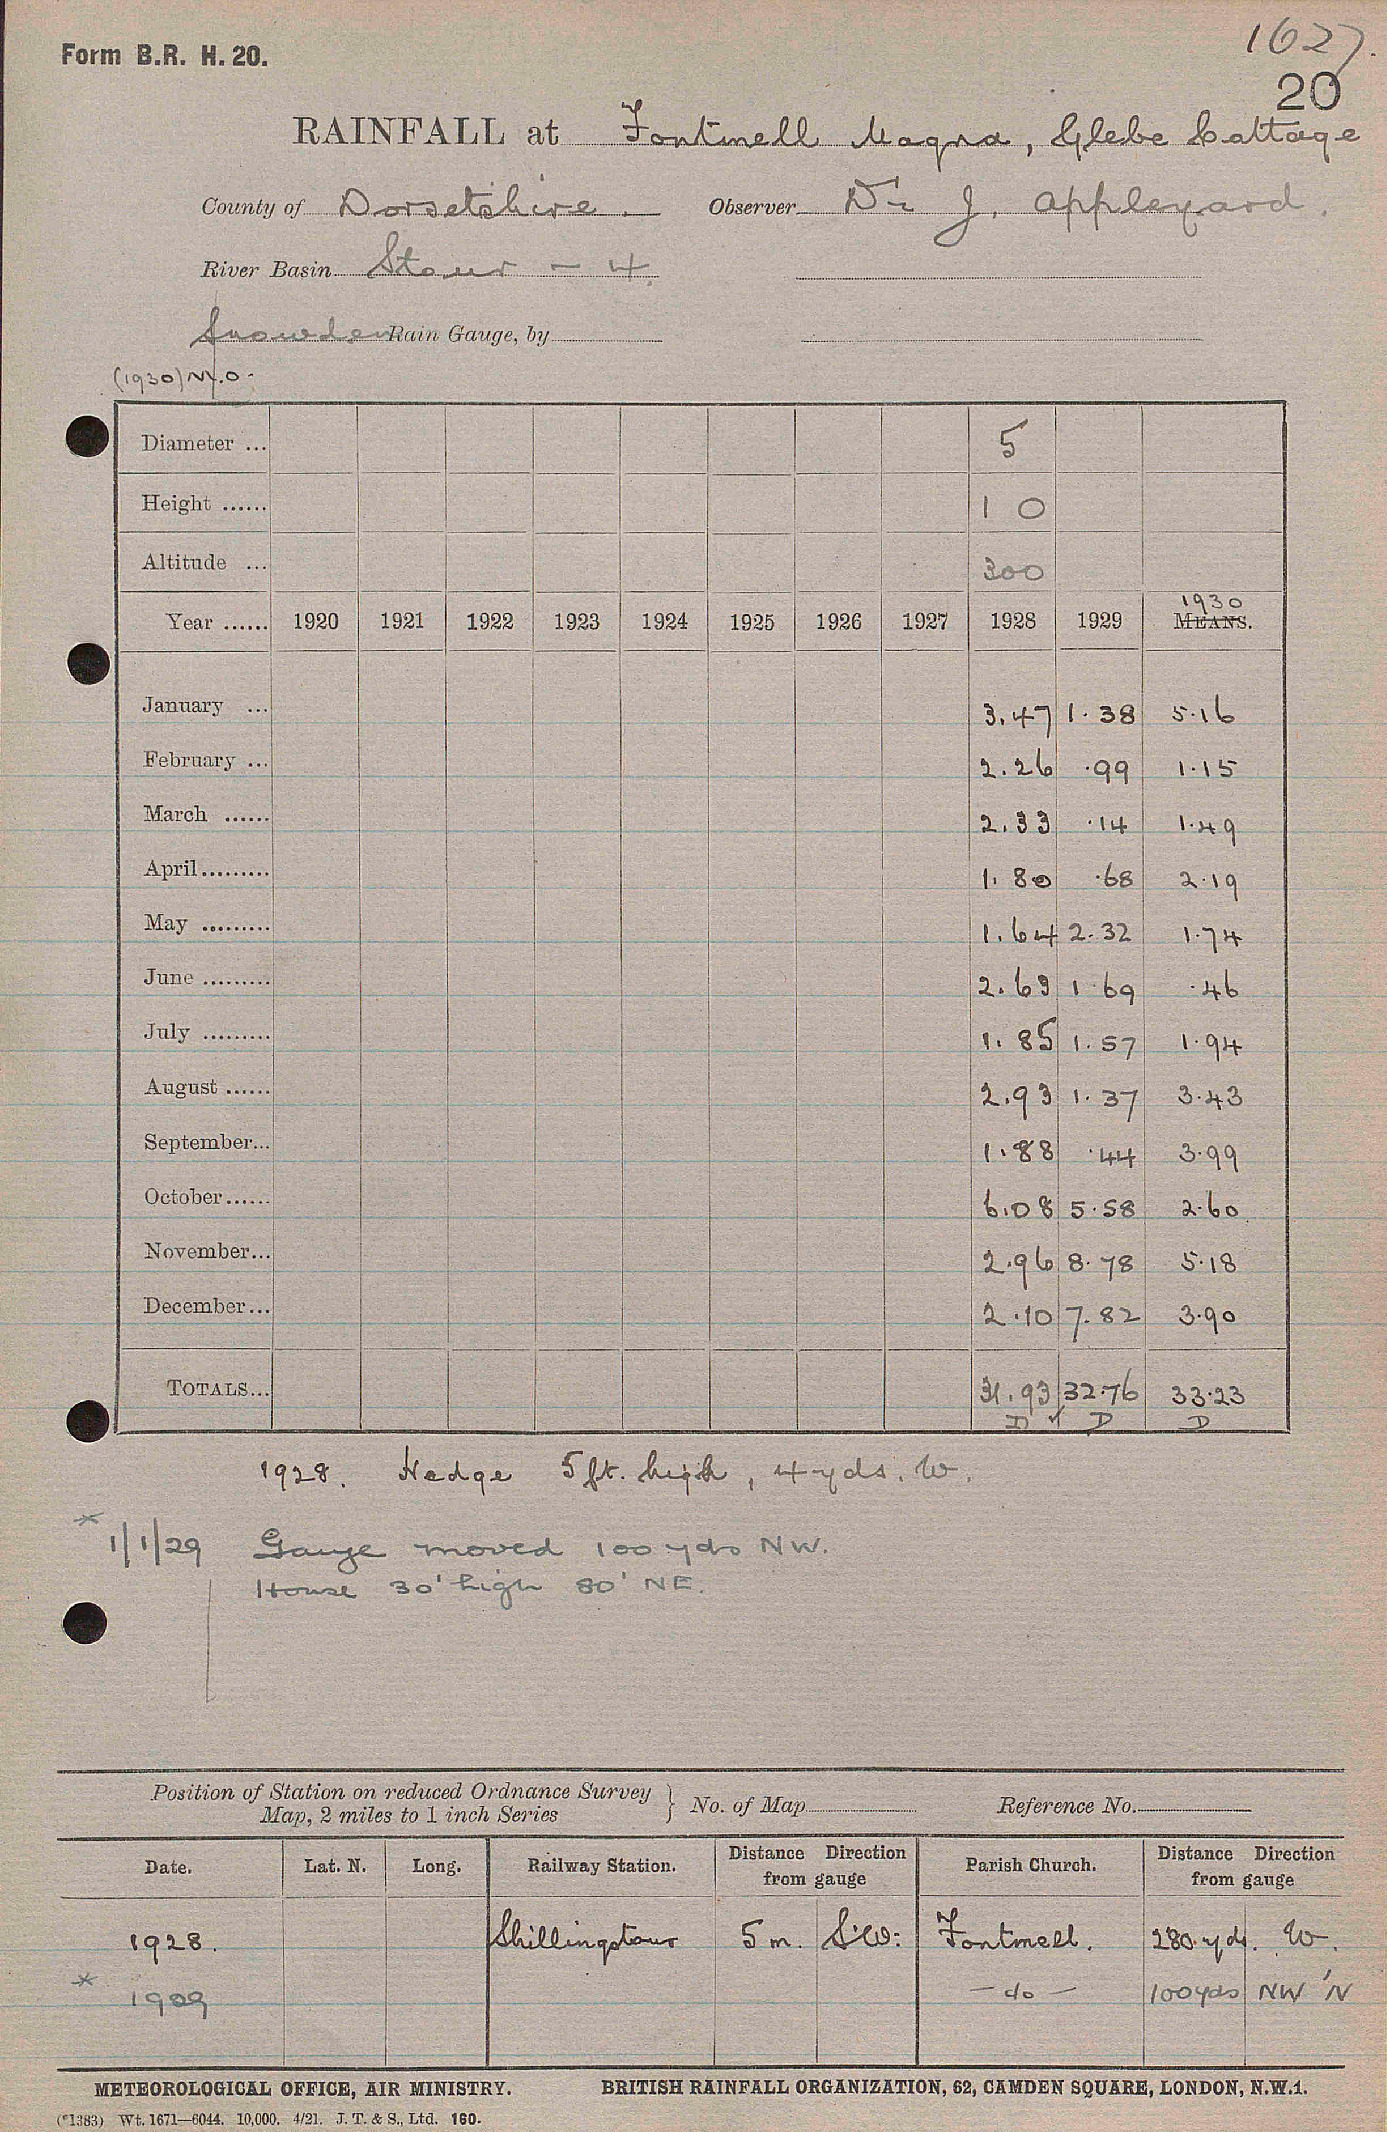 1627.
Form B.R. H. 20.
20
RAINFALL at Fontmell Magna, Glebe Cottage
County of Dorsetshire. Observer Dr J. Appleyard.
River Basin Stour - 4.
Snowden Rain Gauge, by
(1930) M.O.
Diameter ... 5
Height ...... 1 0
Altitude ... 300
Year ...... 1920 1921 1922 1923 1924 1925 1926 1927 1928 1929 1930 MEANS.
January ... 3.47 1.38 5.16
February ... 2.26 .99 1.15
March ...... 2.33 .14 1.49
April ......... 1.80 .68 2.19
May ......... 1.64 2.32 1.74
June ......... 2.63 1.69 .46
July ......... 1.85 1.57 1.94
August ...... 2.93 1.37 3.43
September... 1.88 .44 3.99
October...... 6.08 5.58 2.60
November... 2.96 8.78 5.18
December... 2.10 7.82 3.90
TOTALS... 31.93 32.76 33.23
D ✓ D D
1928. Hedge 5 ft. high, 4 yds. W.
* 1/1/29 Gauge moved 100 yds NW.
House 30' high 80' NE.
Position of Station on reduced Ordnance Survey
Map, 2 miles to 1 inch Series } No. of Map Reference No.
Date. Lat. N. Long. Railway Station. Distance Direction from gauge Parish Church. Distance Direction from gauge
1928. Shillingstone 5 m. S.W: Fontmell. 280 yds. W.
* 1929 - do - 100 yds NW 'N
METEOROLOGICAL OFFICE, AIR MINISTRY. BRITISH RAINFALL ORGANIZATION, 62, CAMDEN SQUARE, LONDON, N.W.1.
(*1383) Wt. 1671—6044. 10,000. 4/21. J. T. & S., Ltd. 160.